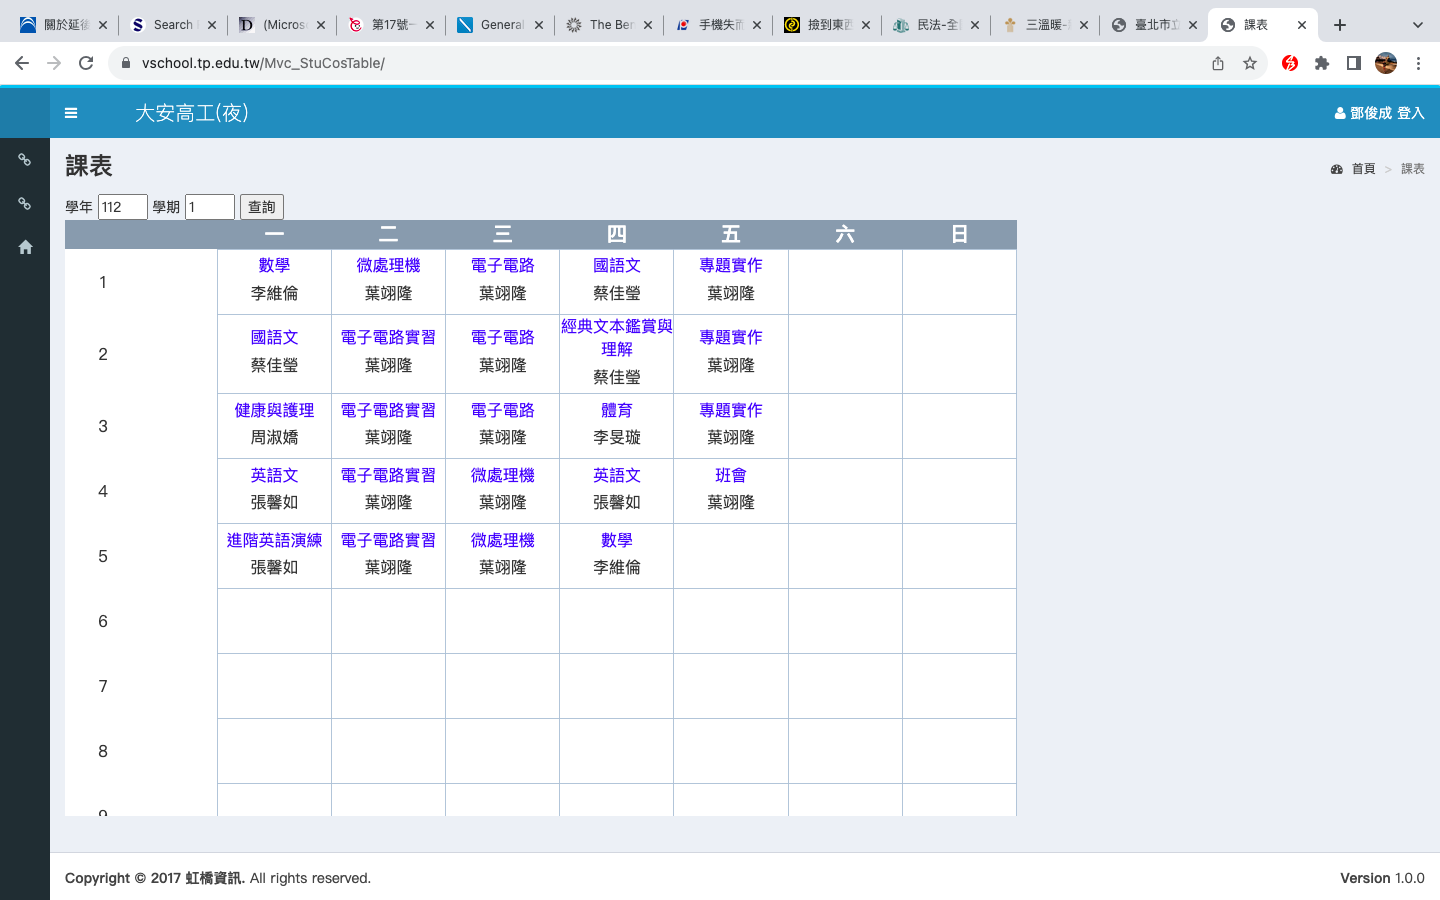 關於延後
Search
(Micros
第17號
General
The Ber
手機失而
撿到東西
民法-全
三溫暖-
臺北市立
課表
vschool.tp.edu.tw/Mvc_StuCosTable/
大安高工(夜)
鄧俊成 登入
課表
首頁 > 課表
學年 112 學期 1 查詢
一 二 三 四 五 六 日
1
數學 微處理機 電子電路 國語文 專題實作
李維倫 葉翊隆 葉翊隆 蔡佳瑩 葉翊隆
2
國語文 電子電路實習 電子電路 經典文本鑑賞與理解 專題實作
蔡佳瑩 葉翊隆 葉翊隆 蔡佳瑩 葉翊隆
3
健康與護理 電子電路實習 電子電路 體育 專題實作
周淑嬌 葉翊隆 葉翊隆 李旻璇 葉翊隆
4
英語文 電子電路實習 微處理機 英語文 班會
張馨如 葉翊隆 葉翊隆 張馨如 葉翊隆
5
進階英語演練 電子電路實習 微處理機 數學
張馨如 葉翊隆 葉翊隆 李維倫
6
7
8
9
Copyright © 2017 虹橋資訊. All rights reserved.
Version 1.0.0